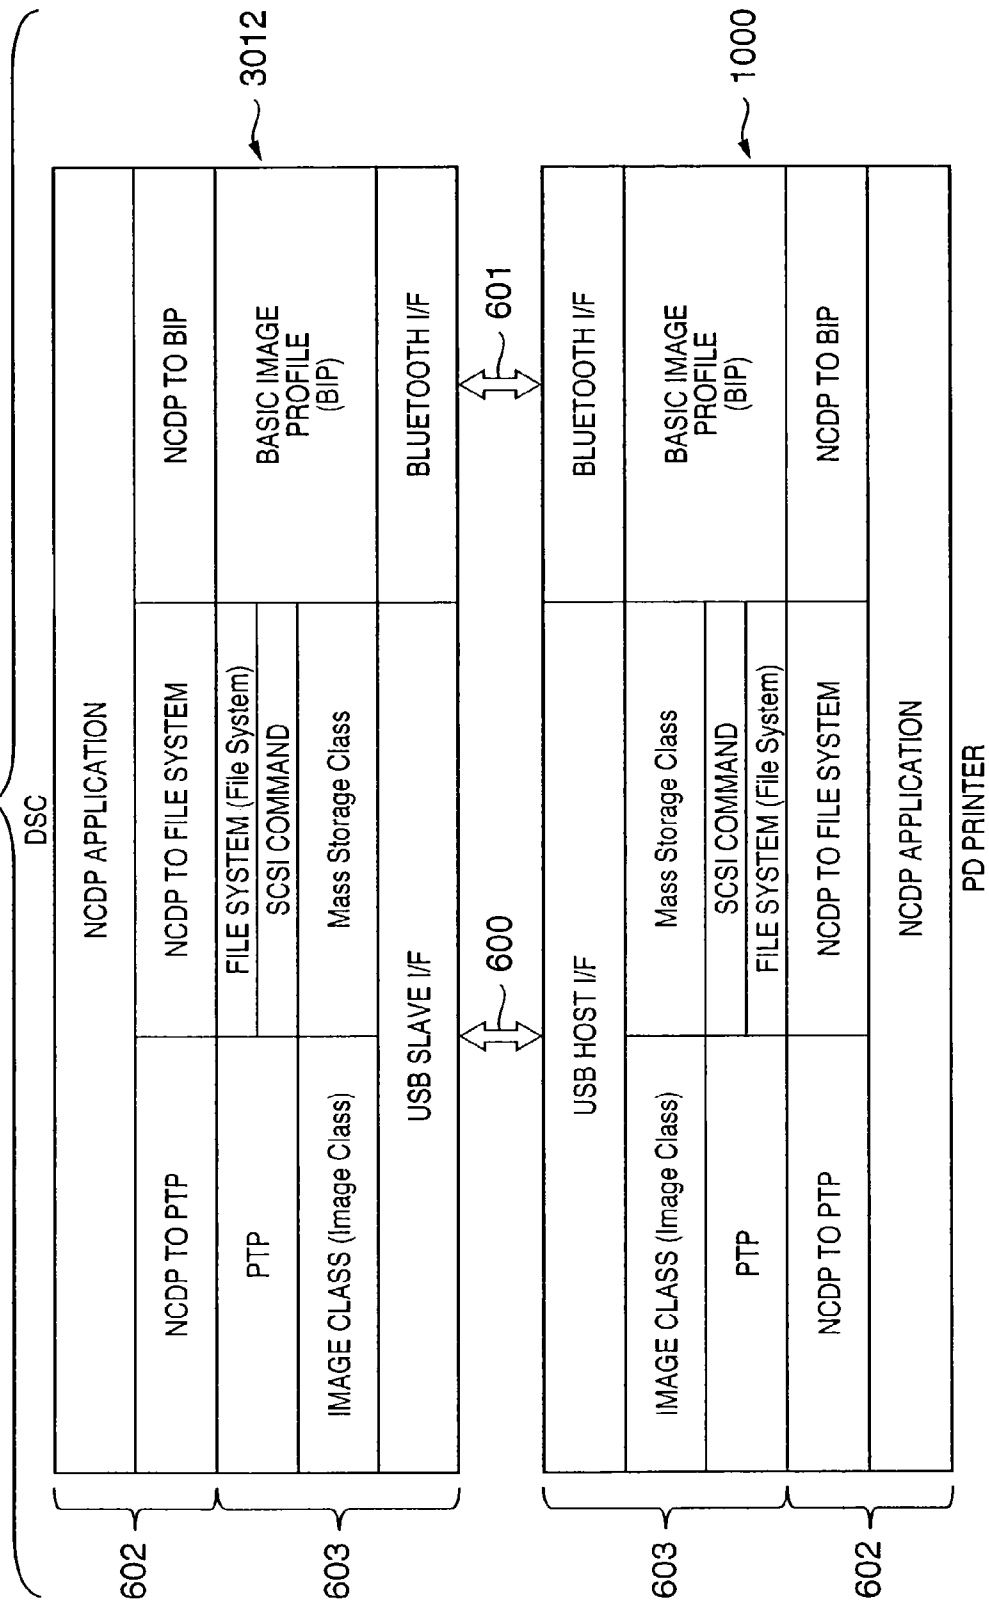 DSC
3012
NCDP APPLICATION
NCDP TO PTP
NCDP TO FILE SYSTEM
NCDP TO BIP
PTP
FILE SYSTEM (File System)
SCSI COMMAND
BASIC IMAGE
PROFILE
(BIP)
IMAGE CLASS (Image Class)
Mass Storage Class
USB SLAVE I/F
BLUETOOTH I/F
602
603
600
601
1000
USB HOST I/F
BLUETOOTH I/F
IMAGE CLASS (Image Class)
Mass Storage Class
BASIC IMAGE
PROFILE
(BIP)
PTP
SCSI COMMAND
FILE SYSTEM (File System)
NCDP TO PTP
NCDP TO FILE SYSTEM
NCDP TO BIP
NCDP APPLICATION
603
602
PD PRINTER